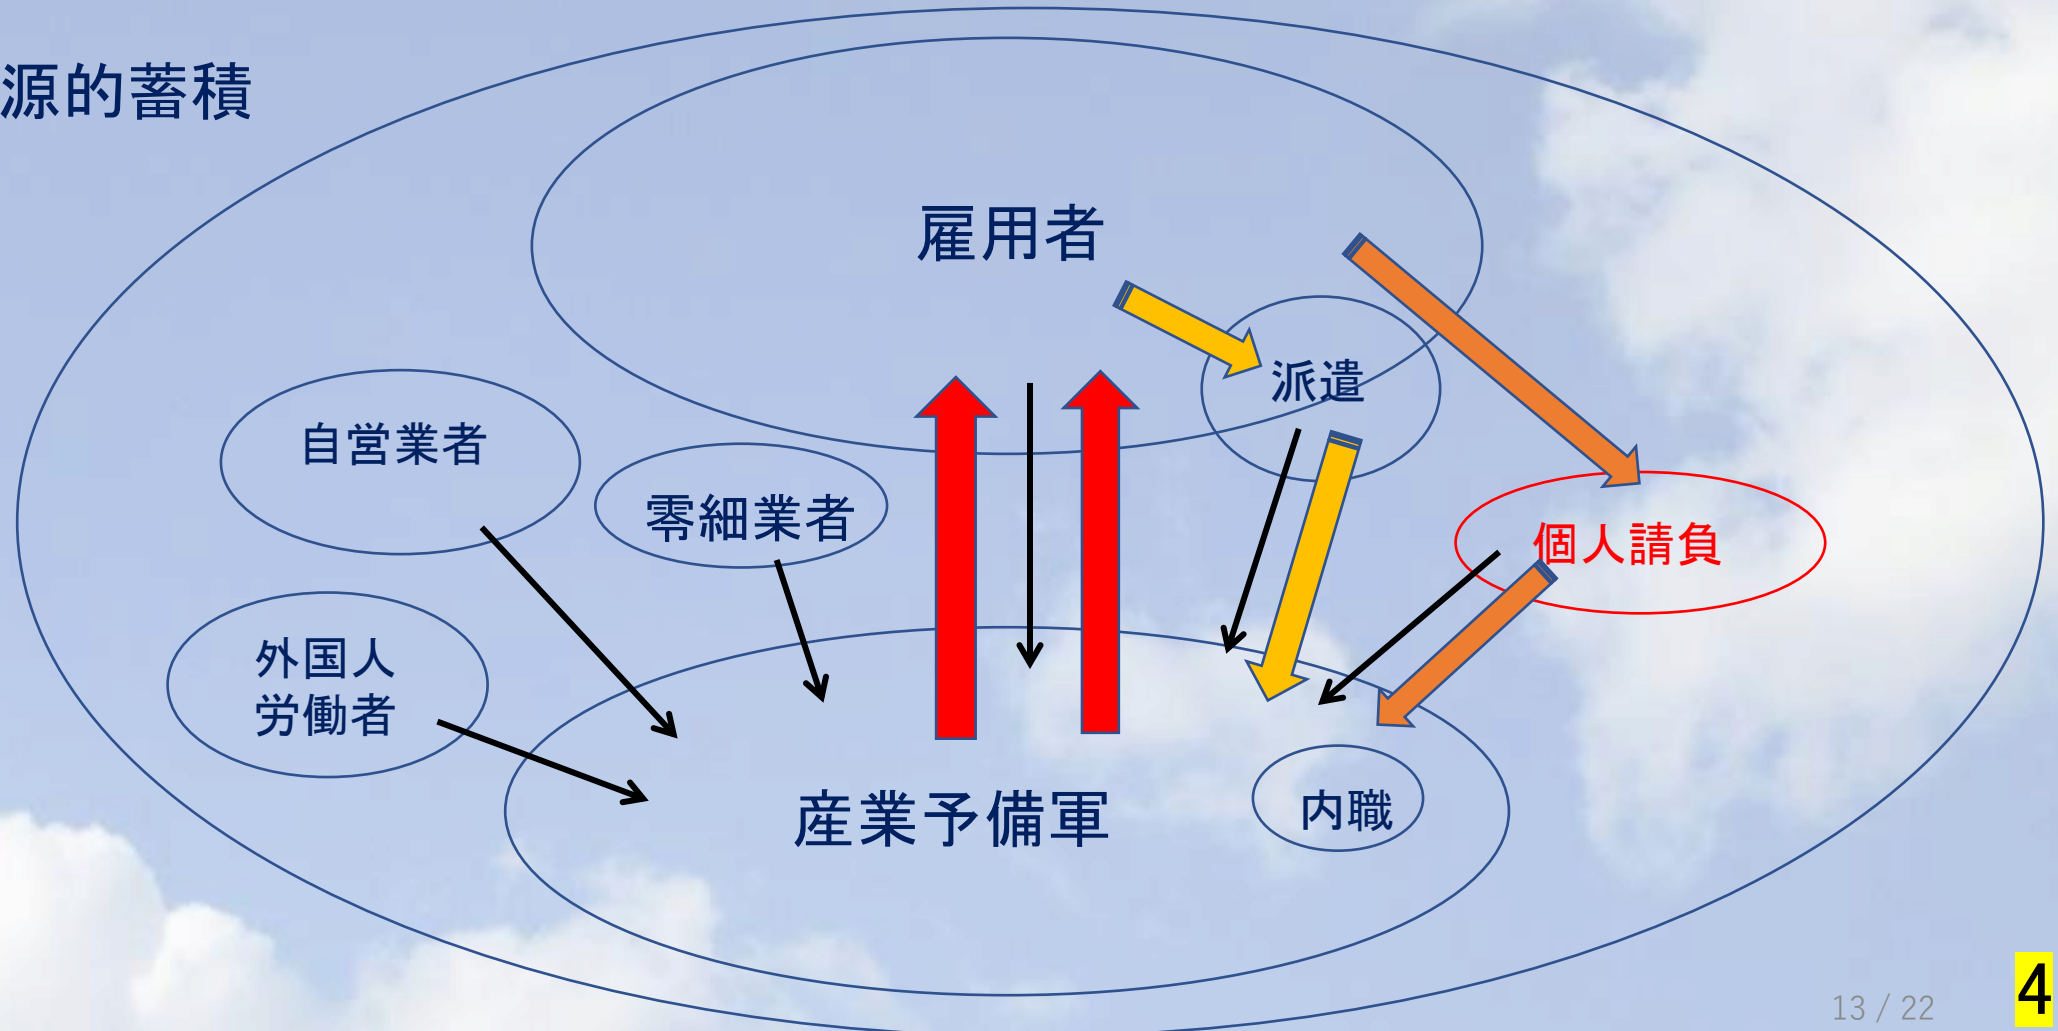 源的蓄積
雇用者
派遣
自営業者
零細業者
個人請負
外国人
労働者
産業予備軍
内職
13 / 22
4